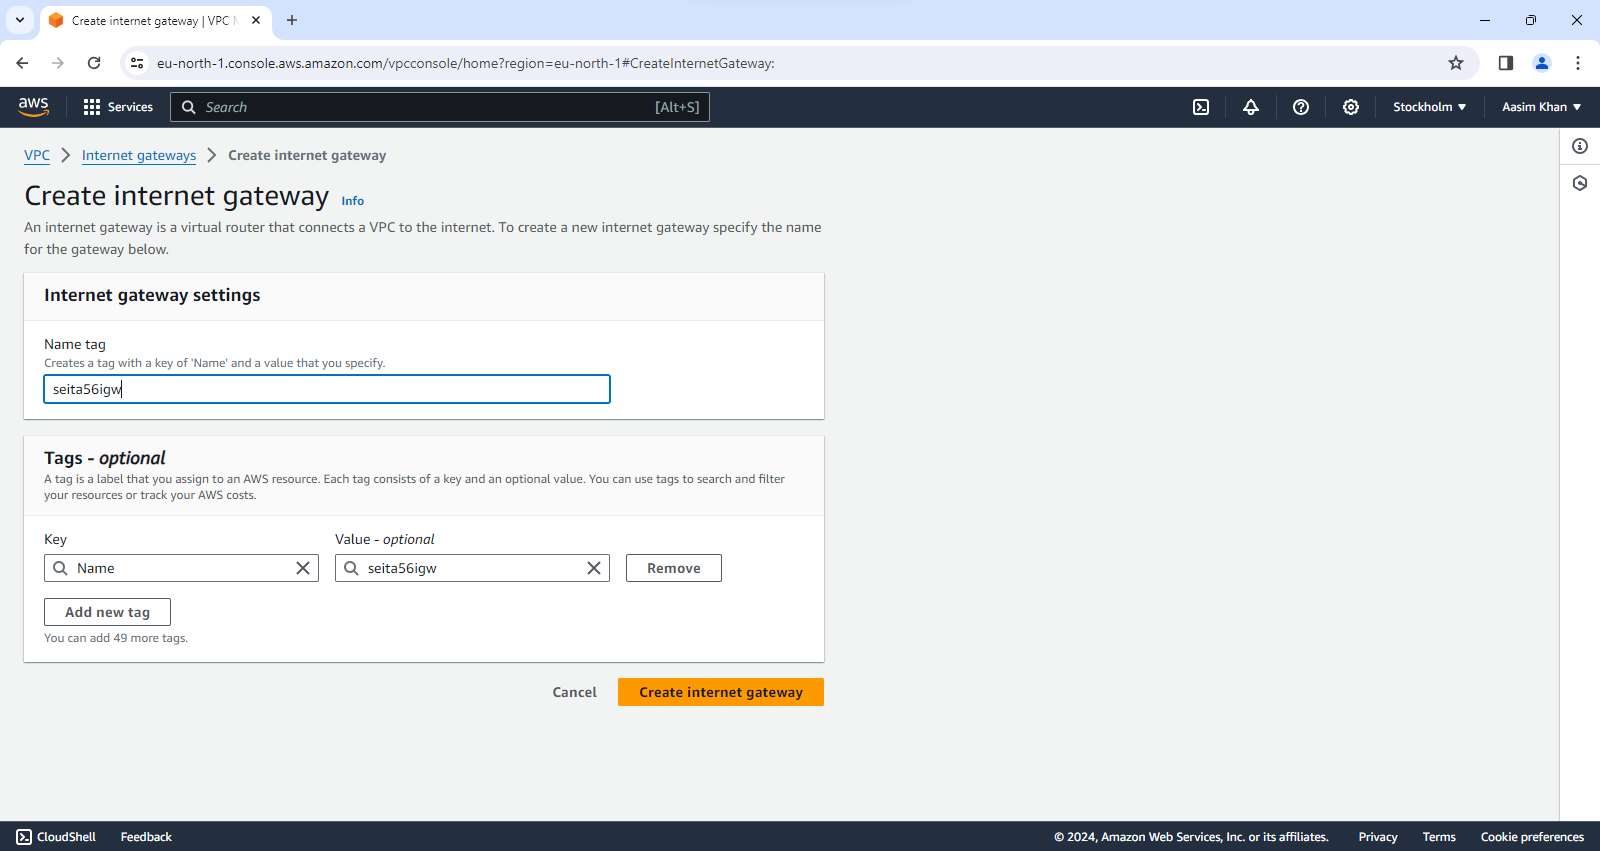 Create internet gateway | VPC
eu-north-1.console.aws.amazon.com/vpcconsole/home?region=eu-north-1#CreateInternetGateway:
aws
Services
Search
[Alt+S]
Stockholm
Aasim Khan
VPC
Internet gateways
Create internet gateway
Create internet gateway
Info
An internet gateway is a virtual router that connects a VPC to the internet. To create a new internet gateway specify the name
for the gateway below.
Internet gateway settings
Name tag
Creates a tag with a key of 'Name' and a value that you specify.
seita56igw
Tags - optional
A tag is a label that you assign to an AWS resource. Each tag consists of a key and an optional value. You can use tags to search and filter
your resources or track your AWS costs.
Key
Value - optional
Name
seita56igw
Remove
Add new tag
You can add 49 more tags.
Cancel
Create internet gateway
CloudShell
Feedback
© 2024, Amazon Web Services, Inc. or its affiliates.
Privacy
Terms
Cookie preferences